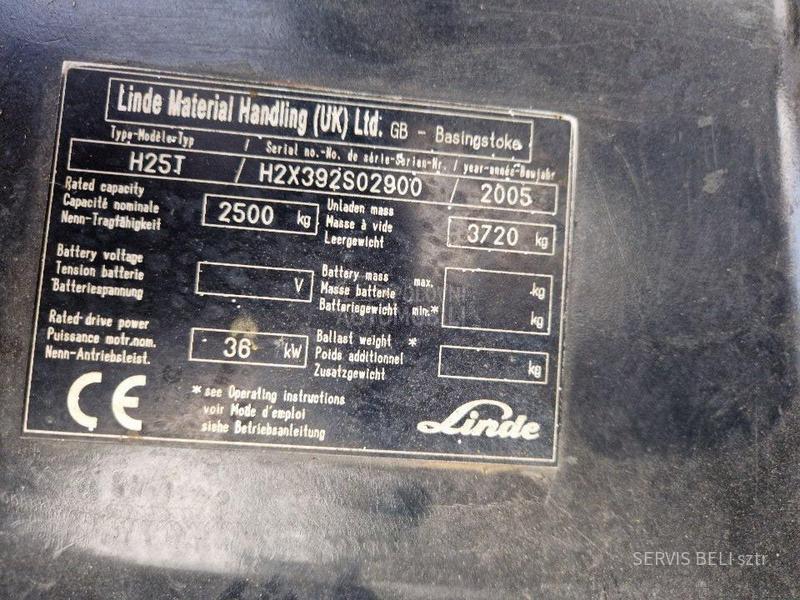 Linde Material Handling (UK) Ltd. GB - Basingstoke
Type-Modèle-Typ / Serial no.-No. de série-Serien-Nr. / year-année-Baujahr
H25T / H2X392S02900 / 2005
Rated capacity
Capacité nominale
Nenn-Tragfähigkeit
2500 kg
Unladen mass
Masse à vide
Leergewicht
3720 kg
Battery voltage
Tension batterie
Batteriespannung
V
Battery mass max.
Masse batterie
Batteriegewicht min.*
kg
kg
Rated-drive power
Puissance motr.nom.
Nenn-Antriebsleist.
36 kW
Ballast weight *
Poids additionnel
Zusatzgewicht
kg
CE
* see Operating instructions
voir Mode d'emploi
siehe Betriebsanleitung
Linde
SERVIS BELI sztr